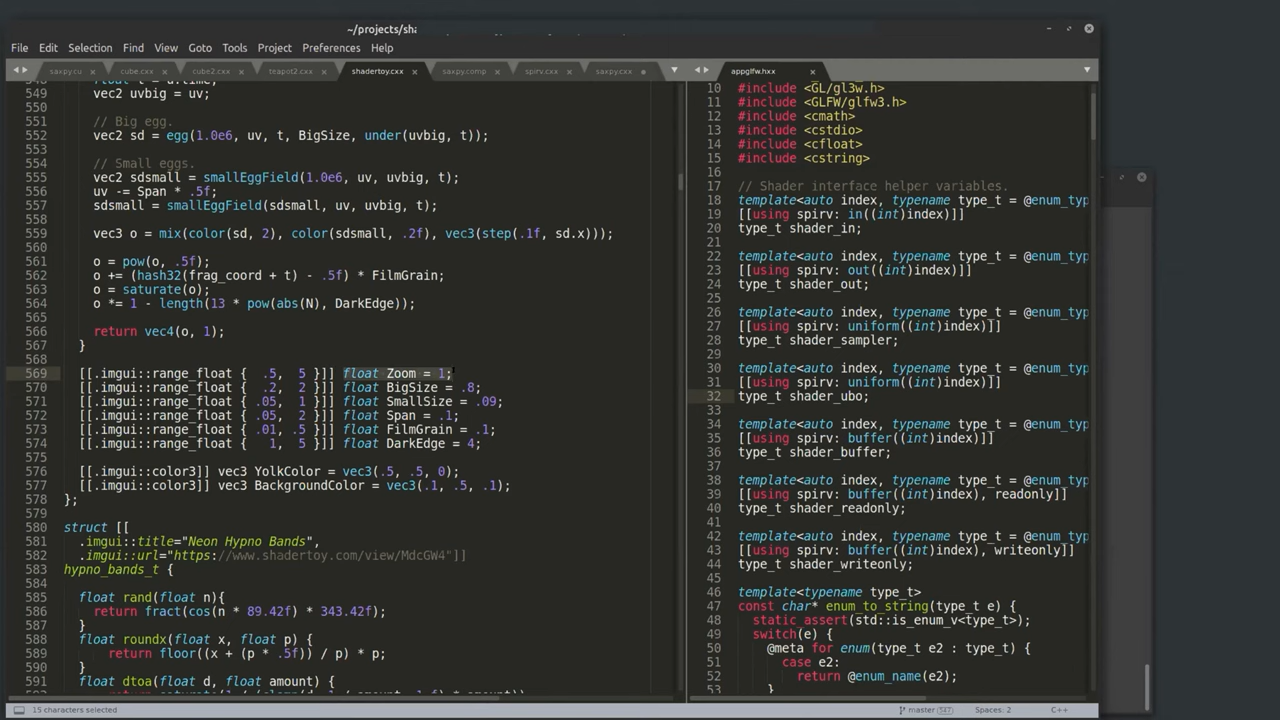 ~/projects/sha
File Edit Selection Find View Goto Tools Project Preferences Help
saxpy.cu cube.cxx cube2.cxx teapot2.cxx shadertoy.cxx saxpy.comp spirv.cxx saxpy.cxx
549 vec2 uvbig = uv;
550
551 // Big egg.
552 vec2 sd = egg(1.0e6, uv, t, BigSize, under(uvbig, t));
553
554 // Small eggs.
555 vec2 sdsmall = smallEggField(1.0e6, uv, uvbig, t);
556 uv -= Span * .5f;
557 sdsmall = smallEggField(sdsmall, uv, uvbig, t);
558
559 vec3 o = mix(color(sd, 2), color(sdsmall, .2f), vec3(step(.1f, sd.x)));
560
561 o = pow(o, .5f);
562 o += (hash32(frag_coord + t) - .5f) * FilmGrain;
563 o = saturate(o);
564 o *= 1 - length(13 * pow(abs(N), DarkEdge));
565
566 return vec4(o, 1);
567 }
568
569 [[.imgui::range_float { .5, 5 }]] float Zoom = 1;
570 [[.imgui::range_float { .2, 2 }]] float BigSize = .8;
571 [[.imgui::range_float { .05, 1 }]] float SmallSize = .09;
572 [[.imgui::range_float { .05, 2 }]] float Span = .1;
573 [[.imgui::range_float { .01, .5 }]] float FilmGrain = .1;
574 [[.imgui::range_float { 1, 5 }]] float DarkEdge = 4;
575
576 [[.imgui::color3]] vec3 YolkColor = vec3(.5, .5, 0);
577 [[.imgui::color3]] vec3 BackgroundColor = vec3(.1, .5, .1);
578 };
579
580 struct [[
581 .imgui::title="Neon Hypno Bands",
582 .imgui::url="https://www.shadertoy.com/view/MdcGW4"]]
583 hypno_bands_t {
584
585 float rand(float n){
586 return fract(cos(n * 89.42f) * 343.42f);
587 }
588 float roundx(float x, float p) {
589 return floor((x + (p * .5f)) / p) * p;
590 }
591 float dtoa(float d, float amount) {
appglfw.hxx
10 #include <GL/gl3w.h>
11 #include <GLFW/glfw3.h>
12 #include <cmath>
13 #include <cstdio>
14 #include <cfloat>
15 #include <cstring>
16
17 // Shader interface helper variables.
18 template<auto index, typename type_t = @enum_typ
19 [[using spirv: in((int)index)]]
20 type_t shader_in;
21
22 template<auto index, typename type_t = @enum_typ
23 [[using spirv: out((int)index)]]
24 type_t shader_out;
25
26 template<auto index, typename type_t = @enum_typ
27 [[using spirv: uniform((int)index)]]
28 type_t shader_sampler;
29
30 template<auto index, typename type_t = @enum_typ
31 [[using spirv: uniform((int)index)]]
32 type_t shader_ubo;
33
34 template<auto index, typename type_t = @enum_typ
35 [[using spirv: buffer((int)index)]]
36 type_t shader_buffer;
37
38 template<auto index, typename type_t = @enum_typ
39 [[using spirv: buffer((int)index), readonly]]
40 type_t shader_readonly;
41
42 template<auto index, typename type_t = @enum_typ
43 [[using spirv: buffer((int)index), writeonly]]
44 type_t shader_writeonly;
45
46 template<typename type_t>
47 const char* enum_to_string(type_t e) {
48 static_assert(std::is_enum_v<type_t>);
49 switch(e) {
50 @meta for enum(type_t e2 : type_t) {
51 case e2:
52 return @enum_name(e2);
53 }
15 characters selected
master 547 Spaces: 2 C++